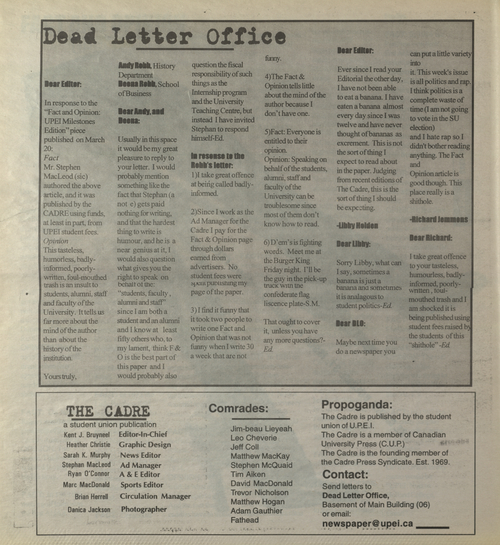 Dead Letter Office
Dear Editor:
In response to the
"Fact and Opinion:
UPEI Milestones
Edition" piece
published on March
20:
Fact
Mr. Stephen
MacLeod (sic)
authored the above
article, and it was
published by the
CADRE using funds,
at least in part, from
UPEI student fees.
Opinion
This tasteless,
humorless, badly-
informed, poorly-
written, foul-mouthed
trash is an insult to
students, alumni, staff
and faculty of the
University. It tells us
far more about the
mind of the author
than about the
history of the
institution.
Yours truly,
Andy Robb, History
Department
Deena Robb, School
of Business
Dear Andy, and
Deena:
Usually in this space
it would be my great
pleasure to reply to
your letter. I would
probably mention
something like the
fact that Stephen (a
not e) gets paid
nothing for writing,
and that the hardest
thing to write is
humour, and he is a
near genius at it. I
would also question
what gives you the
right to speak on
behalf of the
"students, faculty,
alumni and staff"
since I am both a
student and an alumni
and I know at least
fifty others who, to
my lament, think F &
O is the best part of
this paper and I
would probably also
question the fiscal
responsibility of such
things as the
Internship program
and the University
Teaching Centre, but
instead I have invited
Stephen to respond
himself-Ed.
In resonse to the
Robb's letter:
1)I take great offence
at being called badly-
informed.
2)Since I work as the
Ad Manager for the
Cadre I pay for the
Fact & Opinion page
through dollars
earned from
advertisers. No
student fees were
spent
page of the paper.
3)I find it funny that
it took two people to
write one Fact and
Opinion that was not
funny when I write 30
a week that are not
funny.
4)The Fact &
Opinion tells little
about the mind of the
author because I
don't have one.
5)Fact: Everyone is
entitled to their
opinion.
Opinion: Speaking on
behalf of the students,
alumni, staff and
faculty of the
University can be
troublesome since
most of them don't
know how to read.
6)D'em's is fighting
words. Meet me at
the Burger King
Friday night. I'll be
the guy in the pick-up
truck with the
confederate flag
liscence plate-S.M.
That ought to cover
it, unless you have
any more questions?-
Ed.
Dear Editor:
Ever since I read your
Editorial the other day,
I have not been able
to eat a banana. I have
eaten a banana almost
every day since I was
twelve and have never
thought of bananas as
excrement. This is not
the sort of thing I
expect to read about
in the paper. Judging
from recent editions of
The Cadre, this is the
sort of thing I should
be expecting.
-Libby Holden
Dear Libby:
Sorry Libby, what can
I say, sometimes a
banana is just a
banana and sometimes
it is analogous to
student politics-Ed.
Dear DLO:
Maybe next time you
do a newspaper you
can put a little variety
into
it. This week's issue
is all politics and rap.
I think politics is a
complete waste of
time (I am not going
to vote in the SU
election)
and I hate rap so I
didn't bother reading
anything. The Fact
and
Opinion article is
good though. This
place really is a
shithole.
-Richard Iommens
Dear Richard:
I take great offence
to your tasteless,
humourless, badly-
informed, poorly-
written, four-
mouthed trash and I
am shocked it is
being published using
student fees raised by
the students of this
"shithole" -Ed.
THE CADRE
a student union publication
Kent J. Bruyneel Editor-In-Chief
Heather Christie Graphic Design
Sarah K. Murphy News Editor
Stephen MacLeod Ad Manager
Ryan O'Connor A & E Editor
Marc MacDonald Sports Editor
Brian Herrell Circulation Manager
Danica Jackson Photographer
Comrades:
Jim-beau Lieyeah
Leo Cheverie
Jeff Coll
Matthew MacKay
Stephen McQuaid
Tim Aiken
David MacDonald
Trevor Nicholson
Matthew Hogan
Adam Gauthier
Fathead
Propoganda:
The Cadre is published by the student
union of U.P.E.I.
The Cadre is a member of Canadian
University Press (C.U.P.)
The Cadre is the founding member of
the Cadre Press Syndicate. Est. 1969.
Contact:
Send letters to
Dead Letter Office,
Basement of Main Building (06)
or email:
newspaper@upei.ca